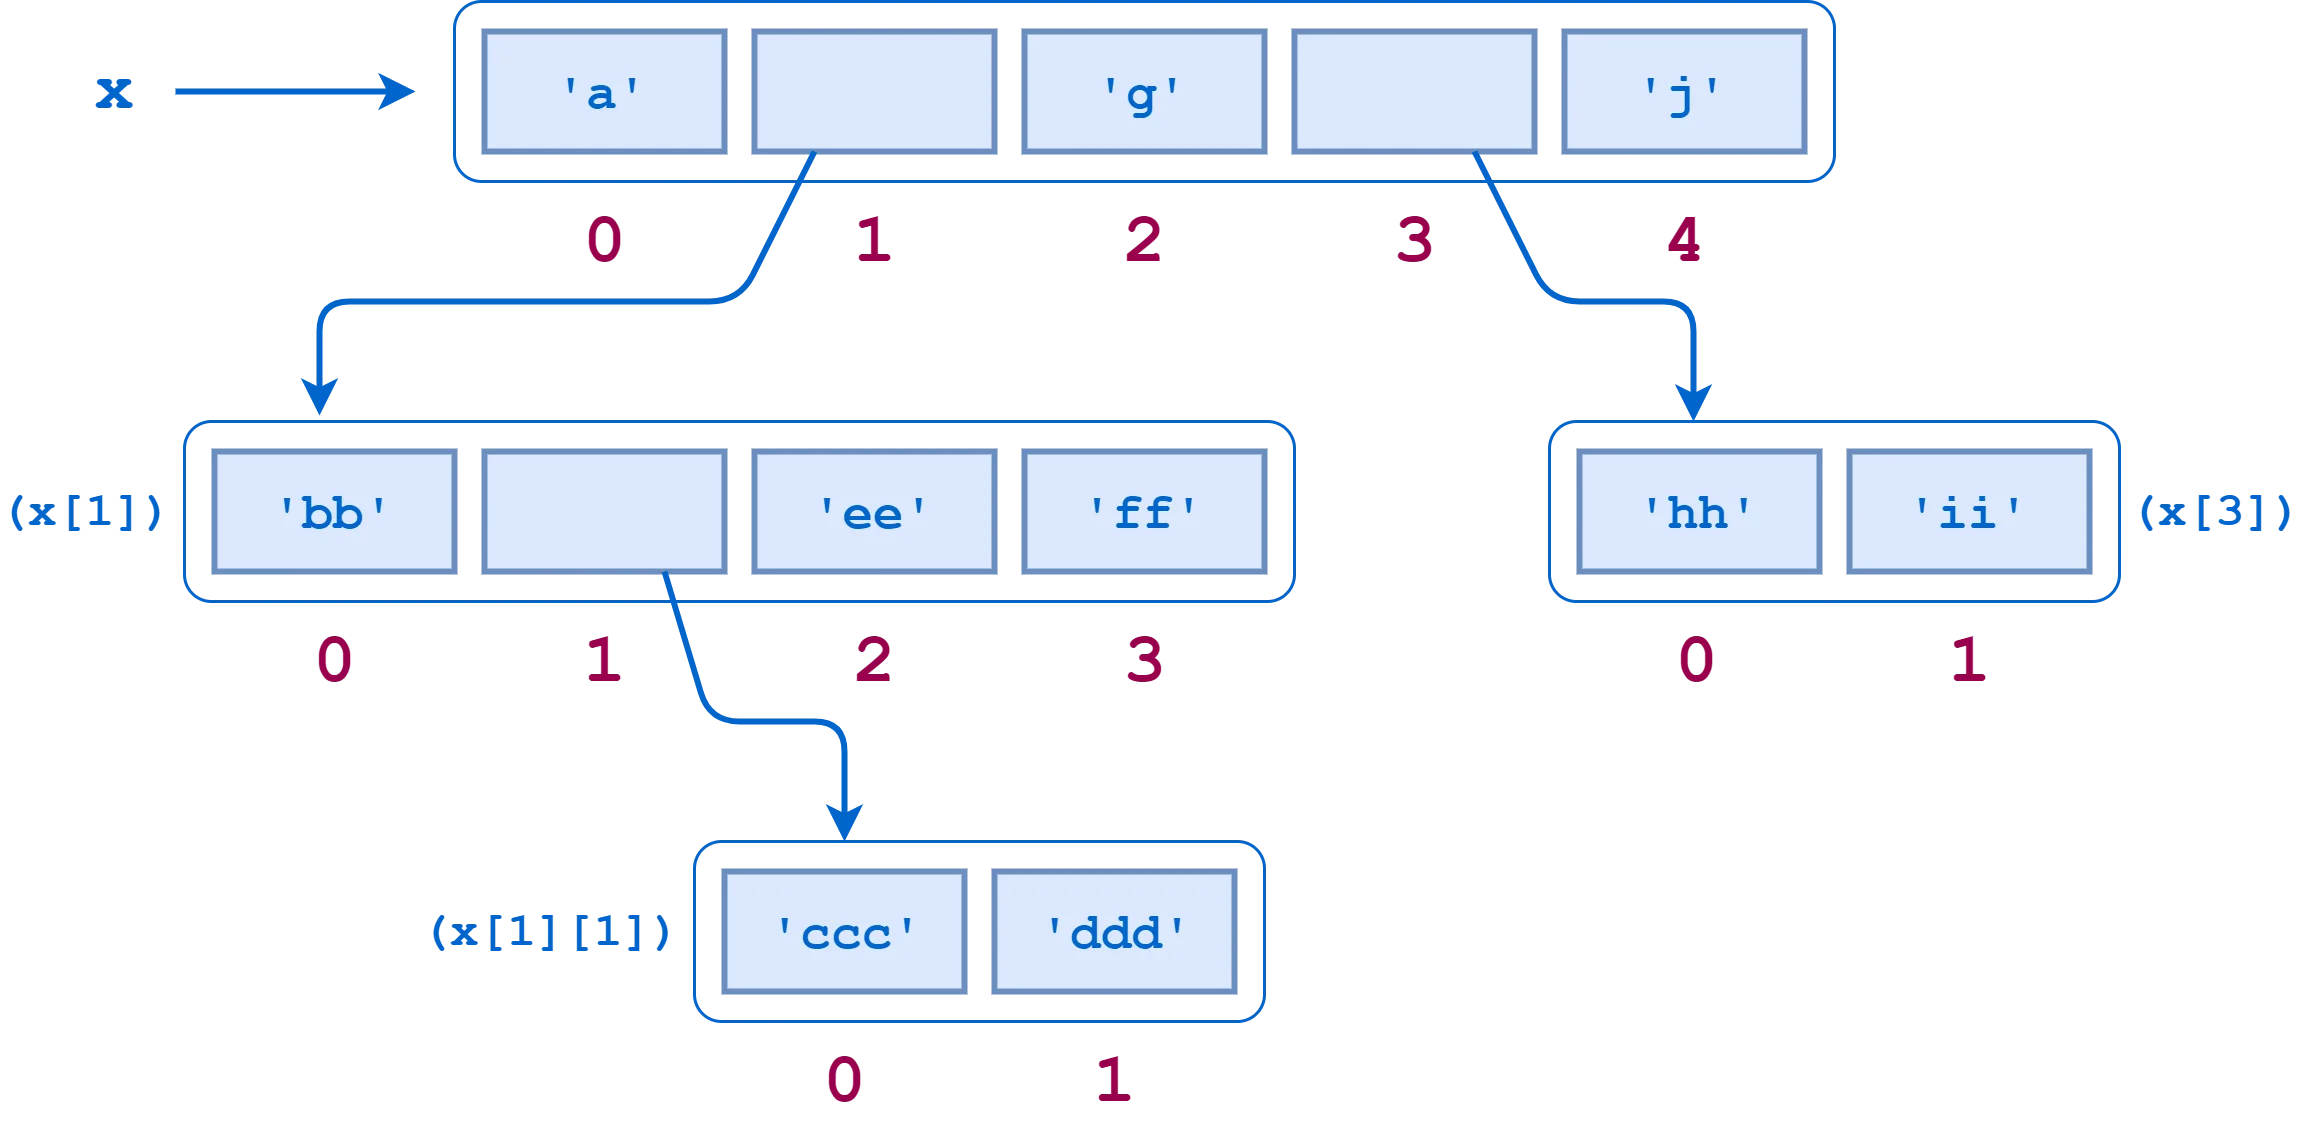 x 'a' 'g' 'j'
0 1 2 3 4
(x[1]) 'bb' 'ee' 'ff' 'hh' 'ii' (x[3])
0 1 2 3 0 1
(x[1][1]) 'ccc' 'ddd'
0 1